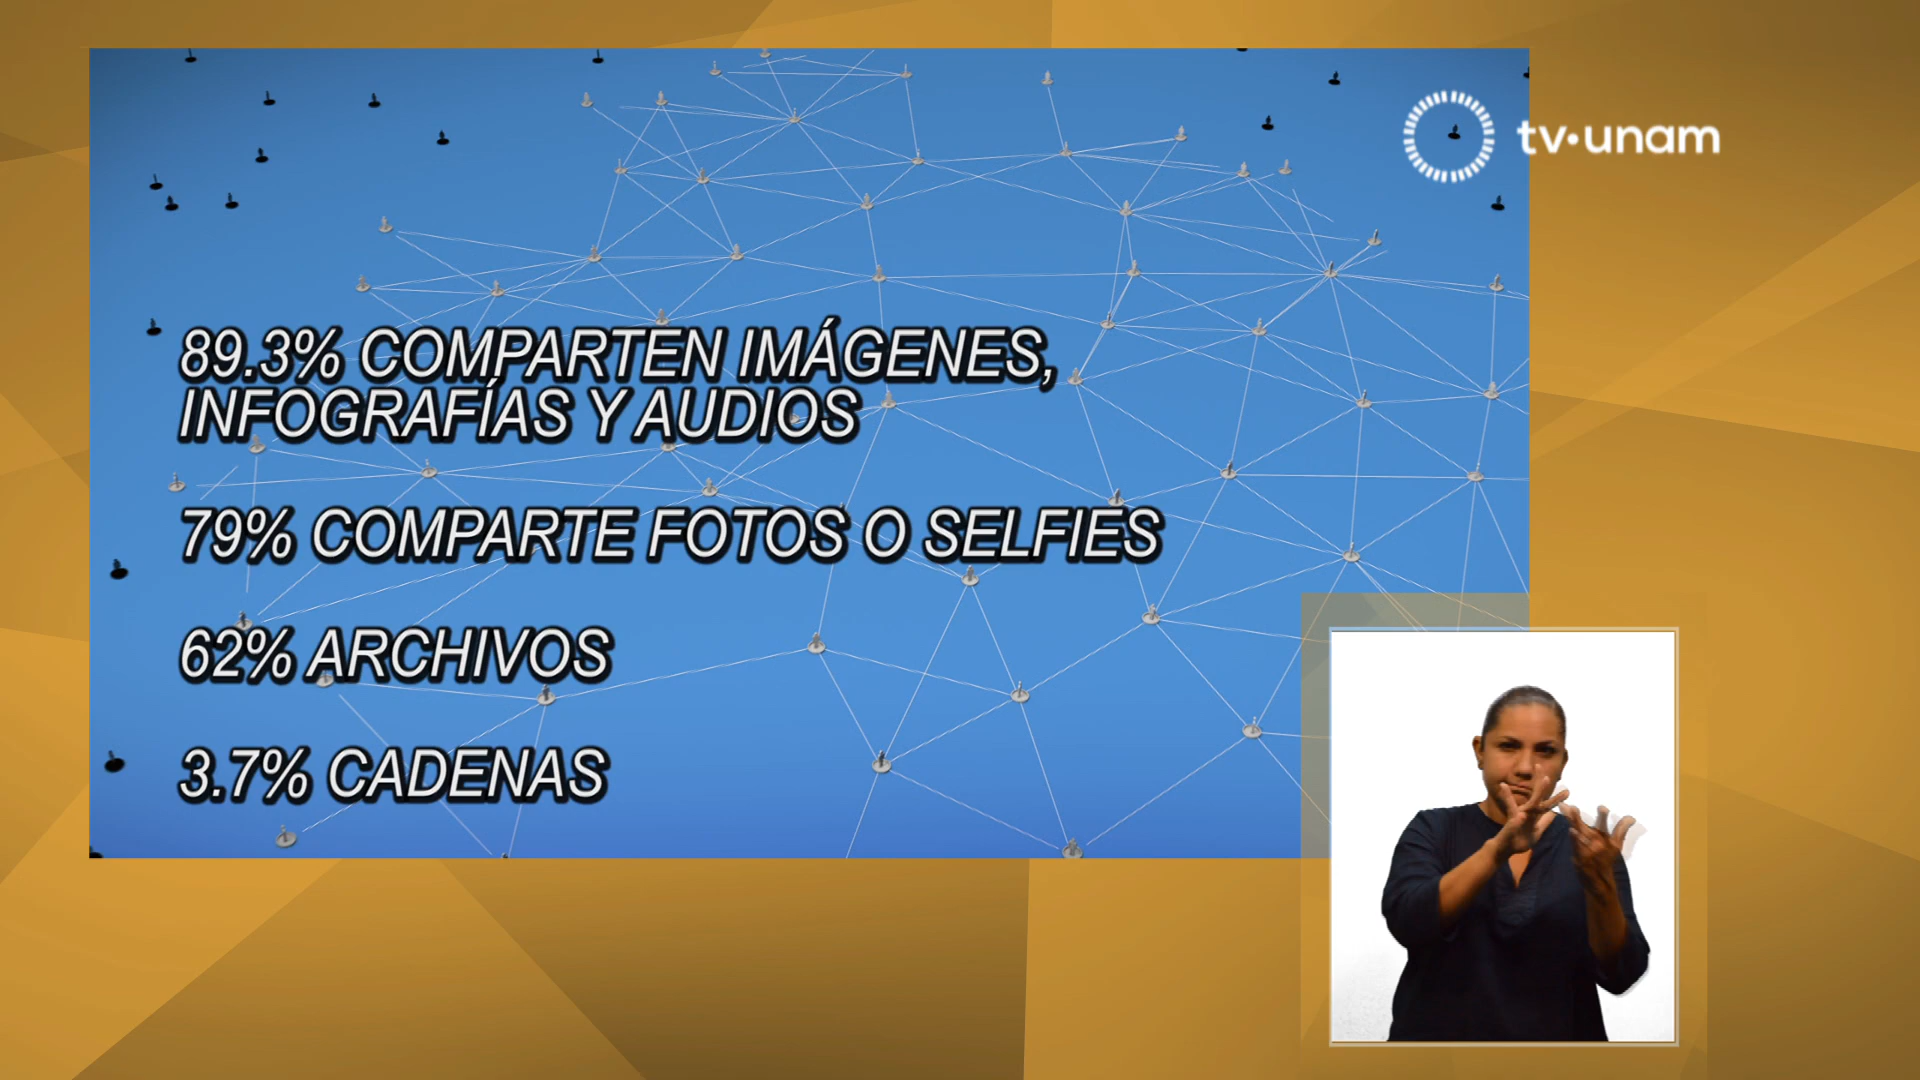 tv•unam
89.3% COMPARTEN IMÁGENES,
INFOGRAFÍAS Y AUDIOS
79% COMPARTE FOTOS O SELFIES
62% ARCHIVOS
3.7% CADENAS